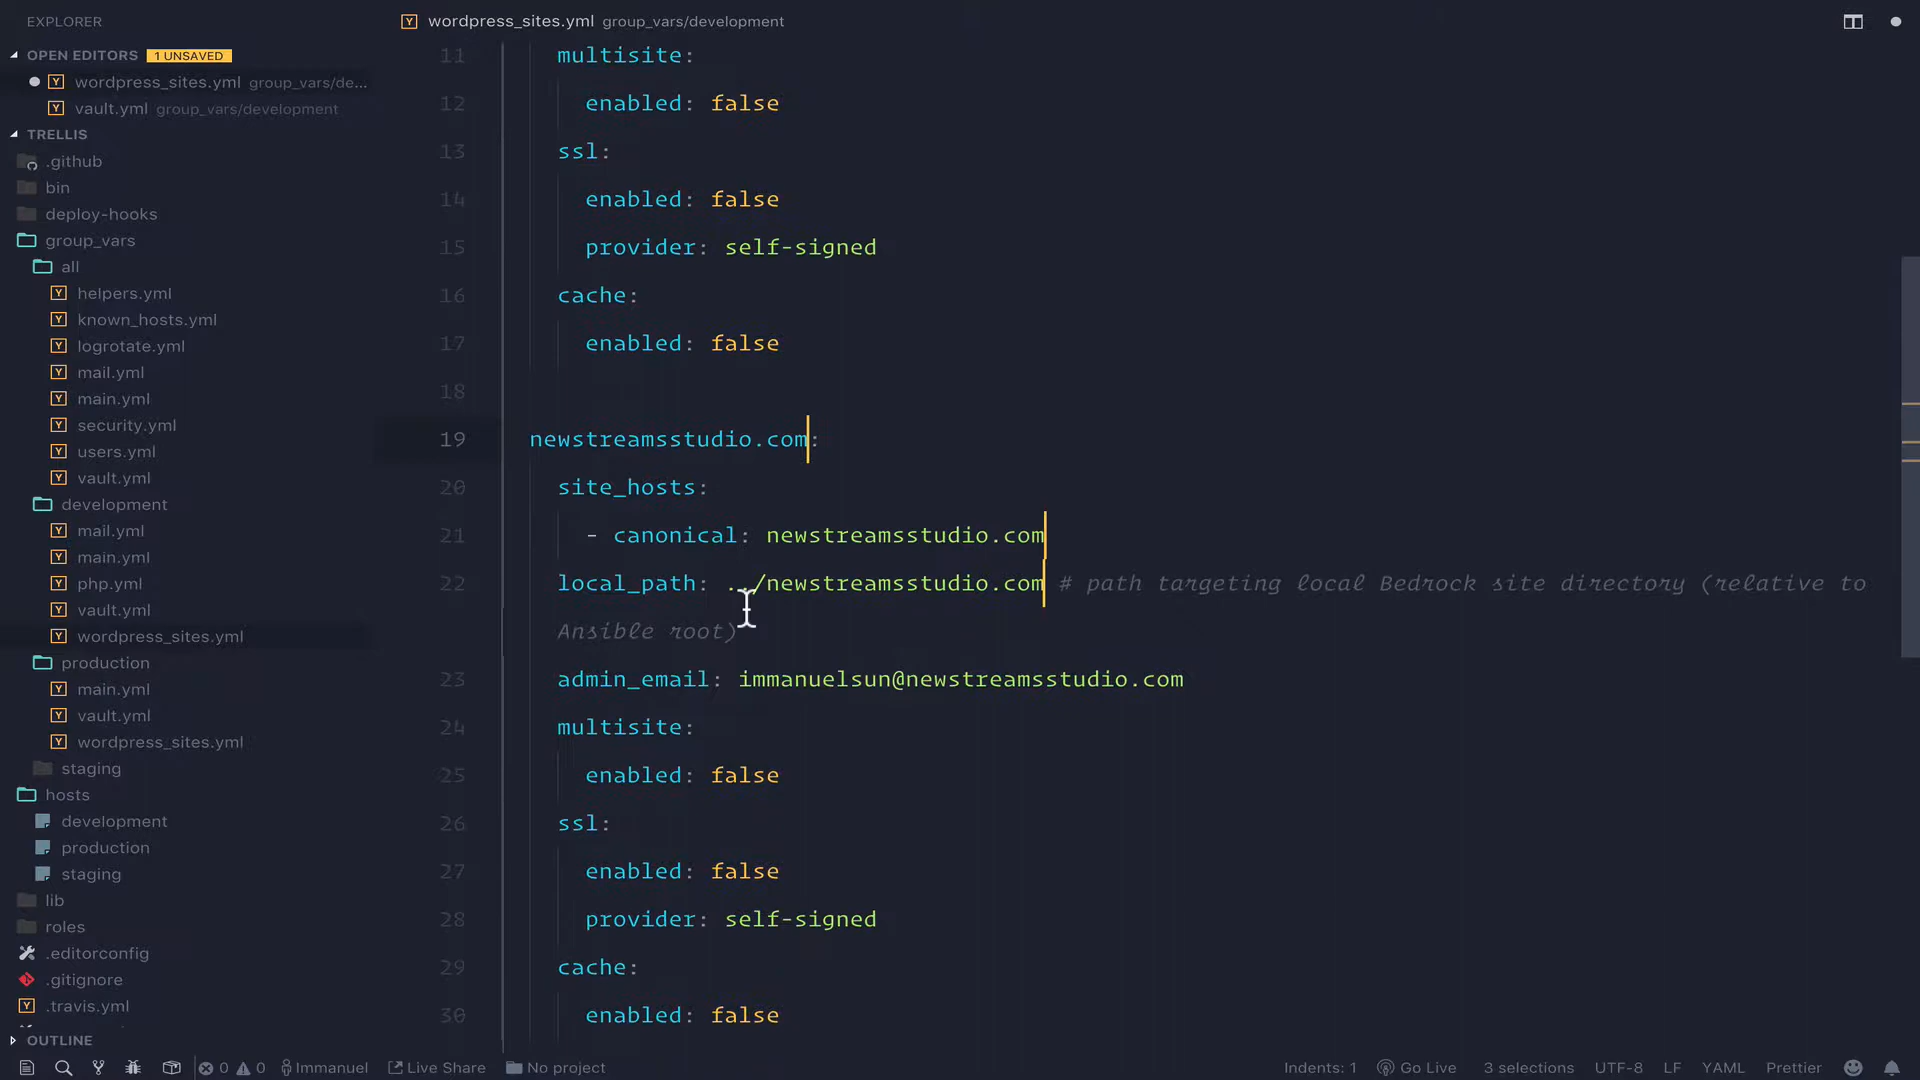 EXPLORER
OPEN EDITORS 1 UNSAVED
wordpress_sites.yml group_vars/de...
vault.yml group_vars/development
TRELLIS
.github
bin
deploy-hooks
group_vars
all
helpers.yml
known_hosts.yml
logrotate.yml
mail.yml
main.yml
security.yml
users.yml
vault.yml
development
mail.yml
main.yml
php.yml
vault.yml
wordpress_sites.yml
production
main.yml
vault.yml
wordpress_sites.yml
staging
hosts
development
production
staging
lib
roles
.editorconfig
.gitignore
.travis.yml
OUTLINE
wordpress_sites.yml group_vars/development
11 multisite:
12 enabled: false
13 ssl:
14 enabled: false
15 provider: self-signed
16 cache:
17 enabled: false
18
19 newstreamsstudio.com:
20 site_hosts:
21 - canonical: newstreamsstudio.com
22 local_path: ../newstreamsstudio.com # path targeting local Bedrock site directory (relative to
Ansible root)
23 admin_email: immanuelsun@newstreamsstudio.com
24 multisite:
25 enabled: false
26 ssl:
27 enabled: false
28 provider: self-signed
29 cache:
30 enabled: false
0 0 Immanuel Live Share No project Indents: 1 Go Live 3 selections UTF-8 LF YAML Prettier